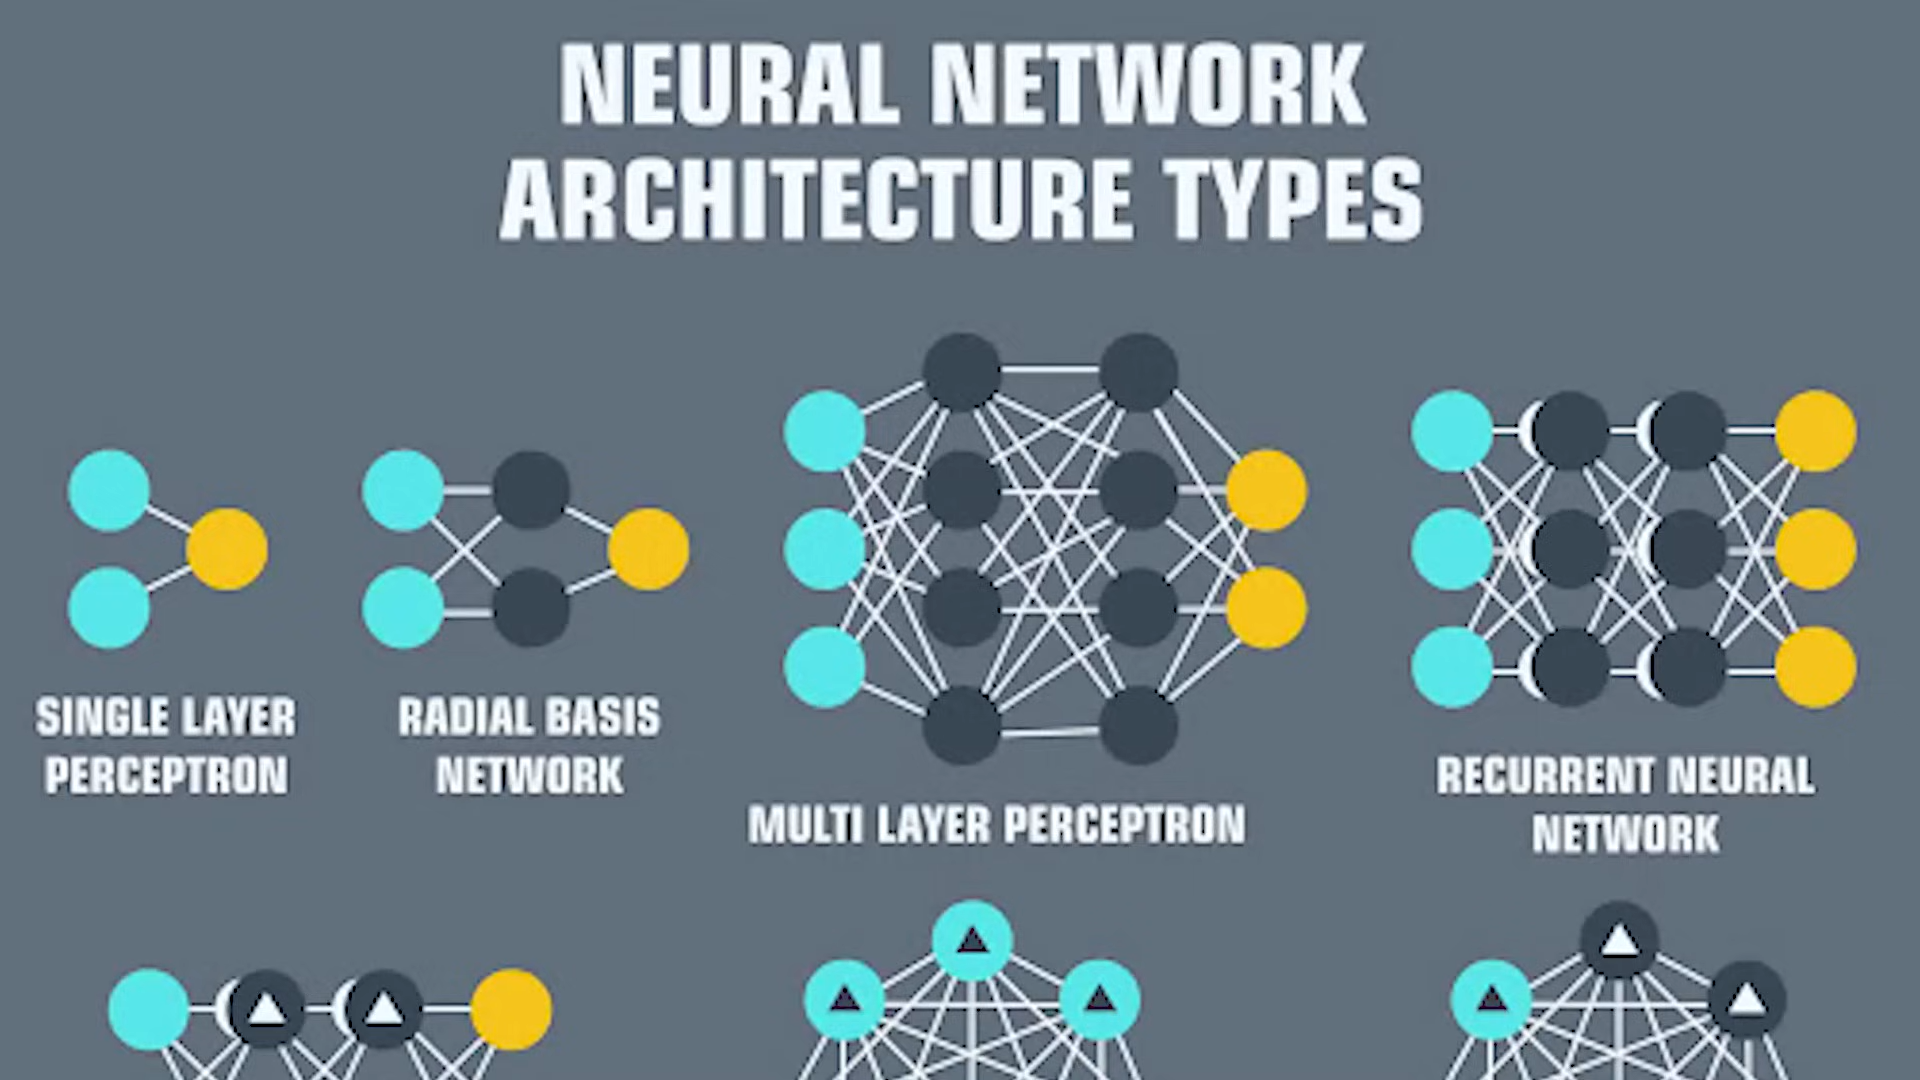 NEURAL NETWORK
ARCHITECTURE TYPES
SINGLE LAYER
PERCEPTRON
RADIAL BASIS
NETWORK
MULTI LAYER PERCEPTRON
RECURRENT NEURAL
NETWORK